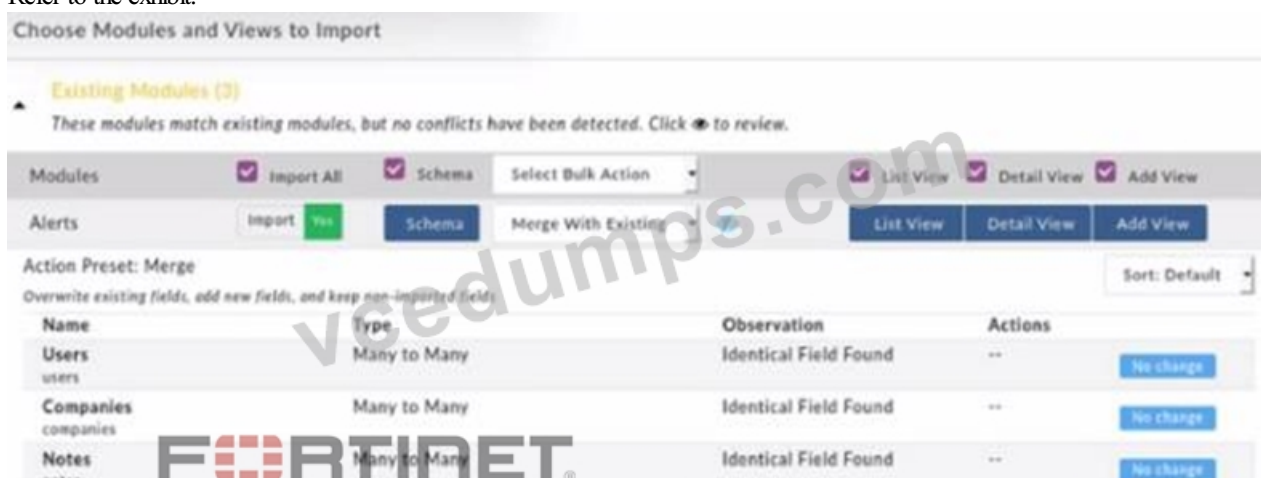 Refer to the exhibit.
Choose Modules and Views to Import
Existing Modules (3)
These modules match existing modules, but no conflicts have been detected. Click to review.
Modules Import All Schema Select Bulk Action List View Detail View Add View
Alerts Import Yes Schema Merge With Existing List View Detail View Add View
Action Preset: Merge Sort: Default
Overwrite existing fields, add new fields, and keep non-imported fields
Name Type Observation Actions
Users Many to Many Identical Field Found -- No change
users
Companies Many to Many Identical Field Found -- No change
companies
Notes Many to Many Identical Field Found -- No change
vcedumps.com
FORTINET®